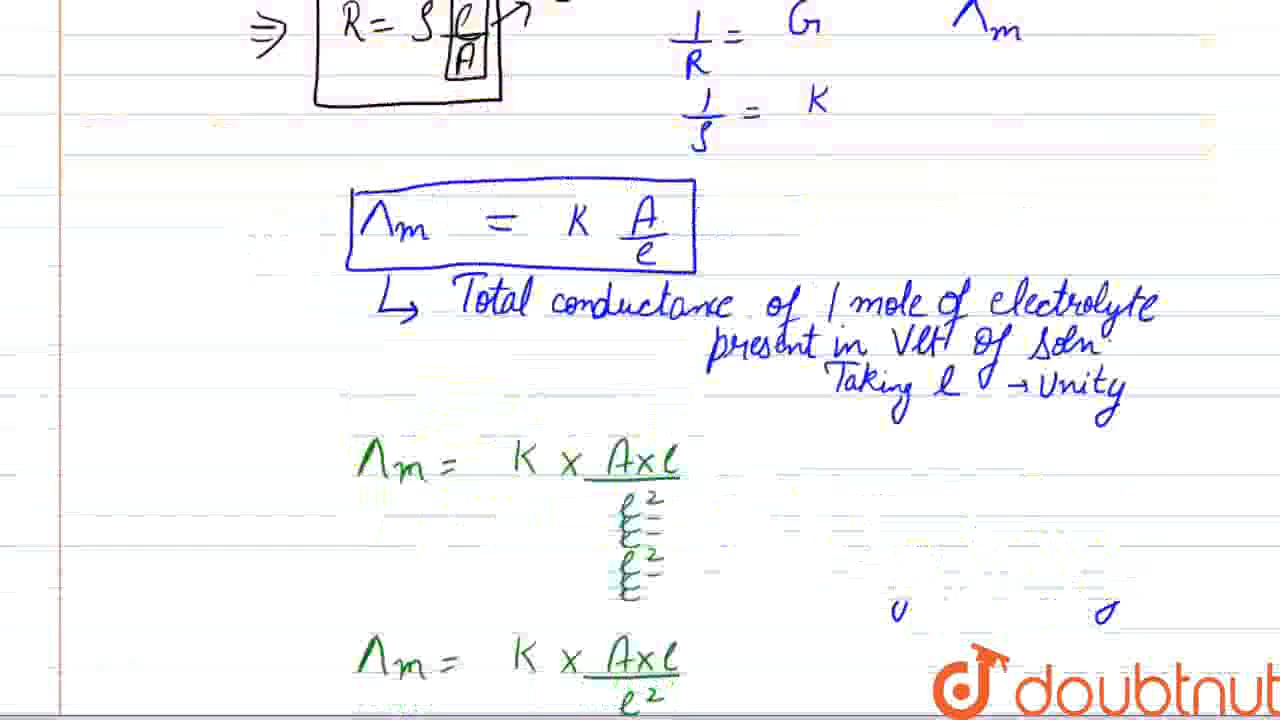 ⇒ R = ρ l/A
1/R = G Λm
1/ρ = K
Λm = K A/l
↳ Total conductance of 1 mole of electrolyte
present in V lit of soln.
Taking l → Unity
Λm = K × A×l
l²
l²
Λm = K × A×l
l²
doubtnut